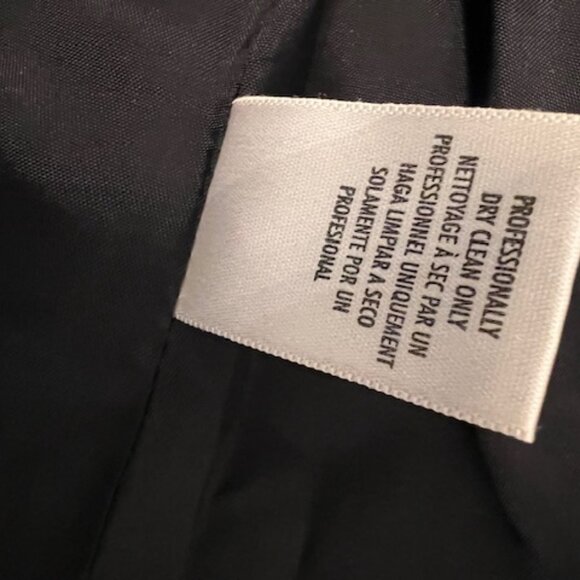 PROFESSIONALLY
DRY CLEAN ONLY
NETTOYAGE À SEC PAR UN
PROFESSIONNEL UNIQUEMENT
HAGA LIMPIAR A SECO
SOLAMENTE POR UN
PROFESIONAL